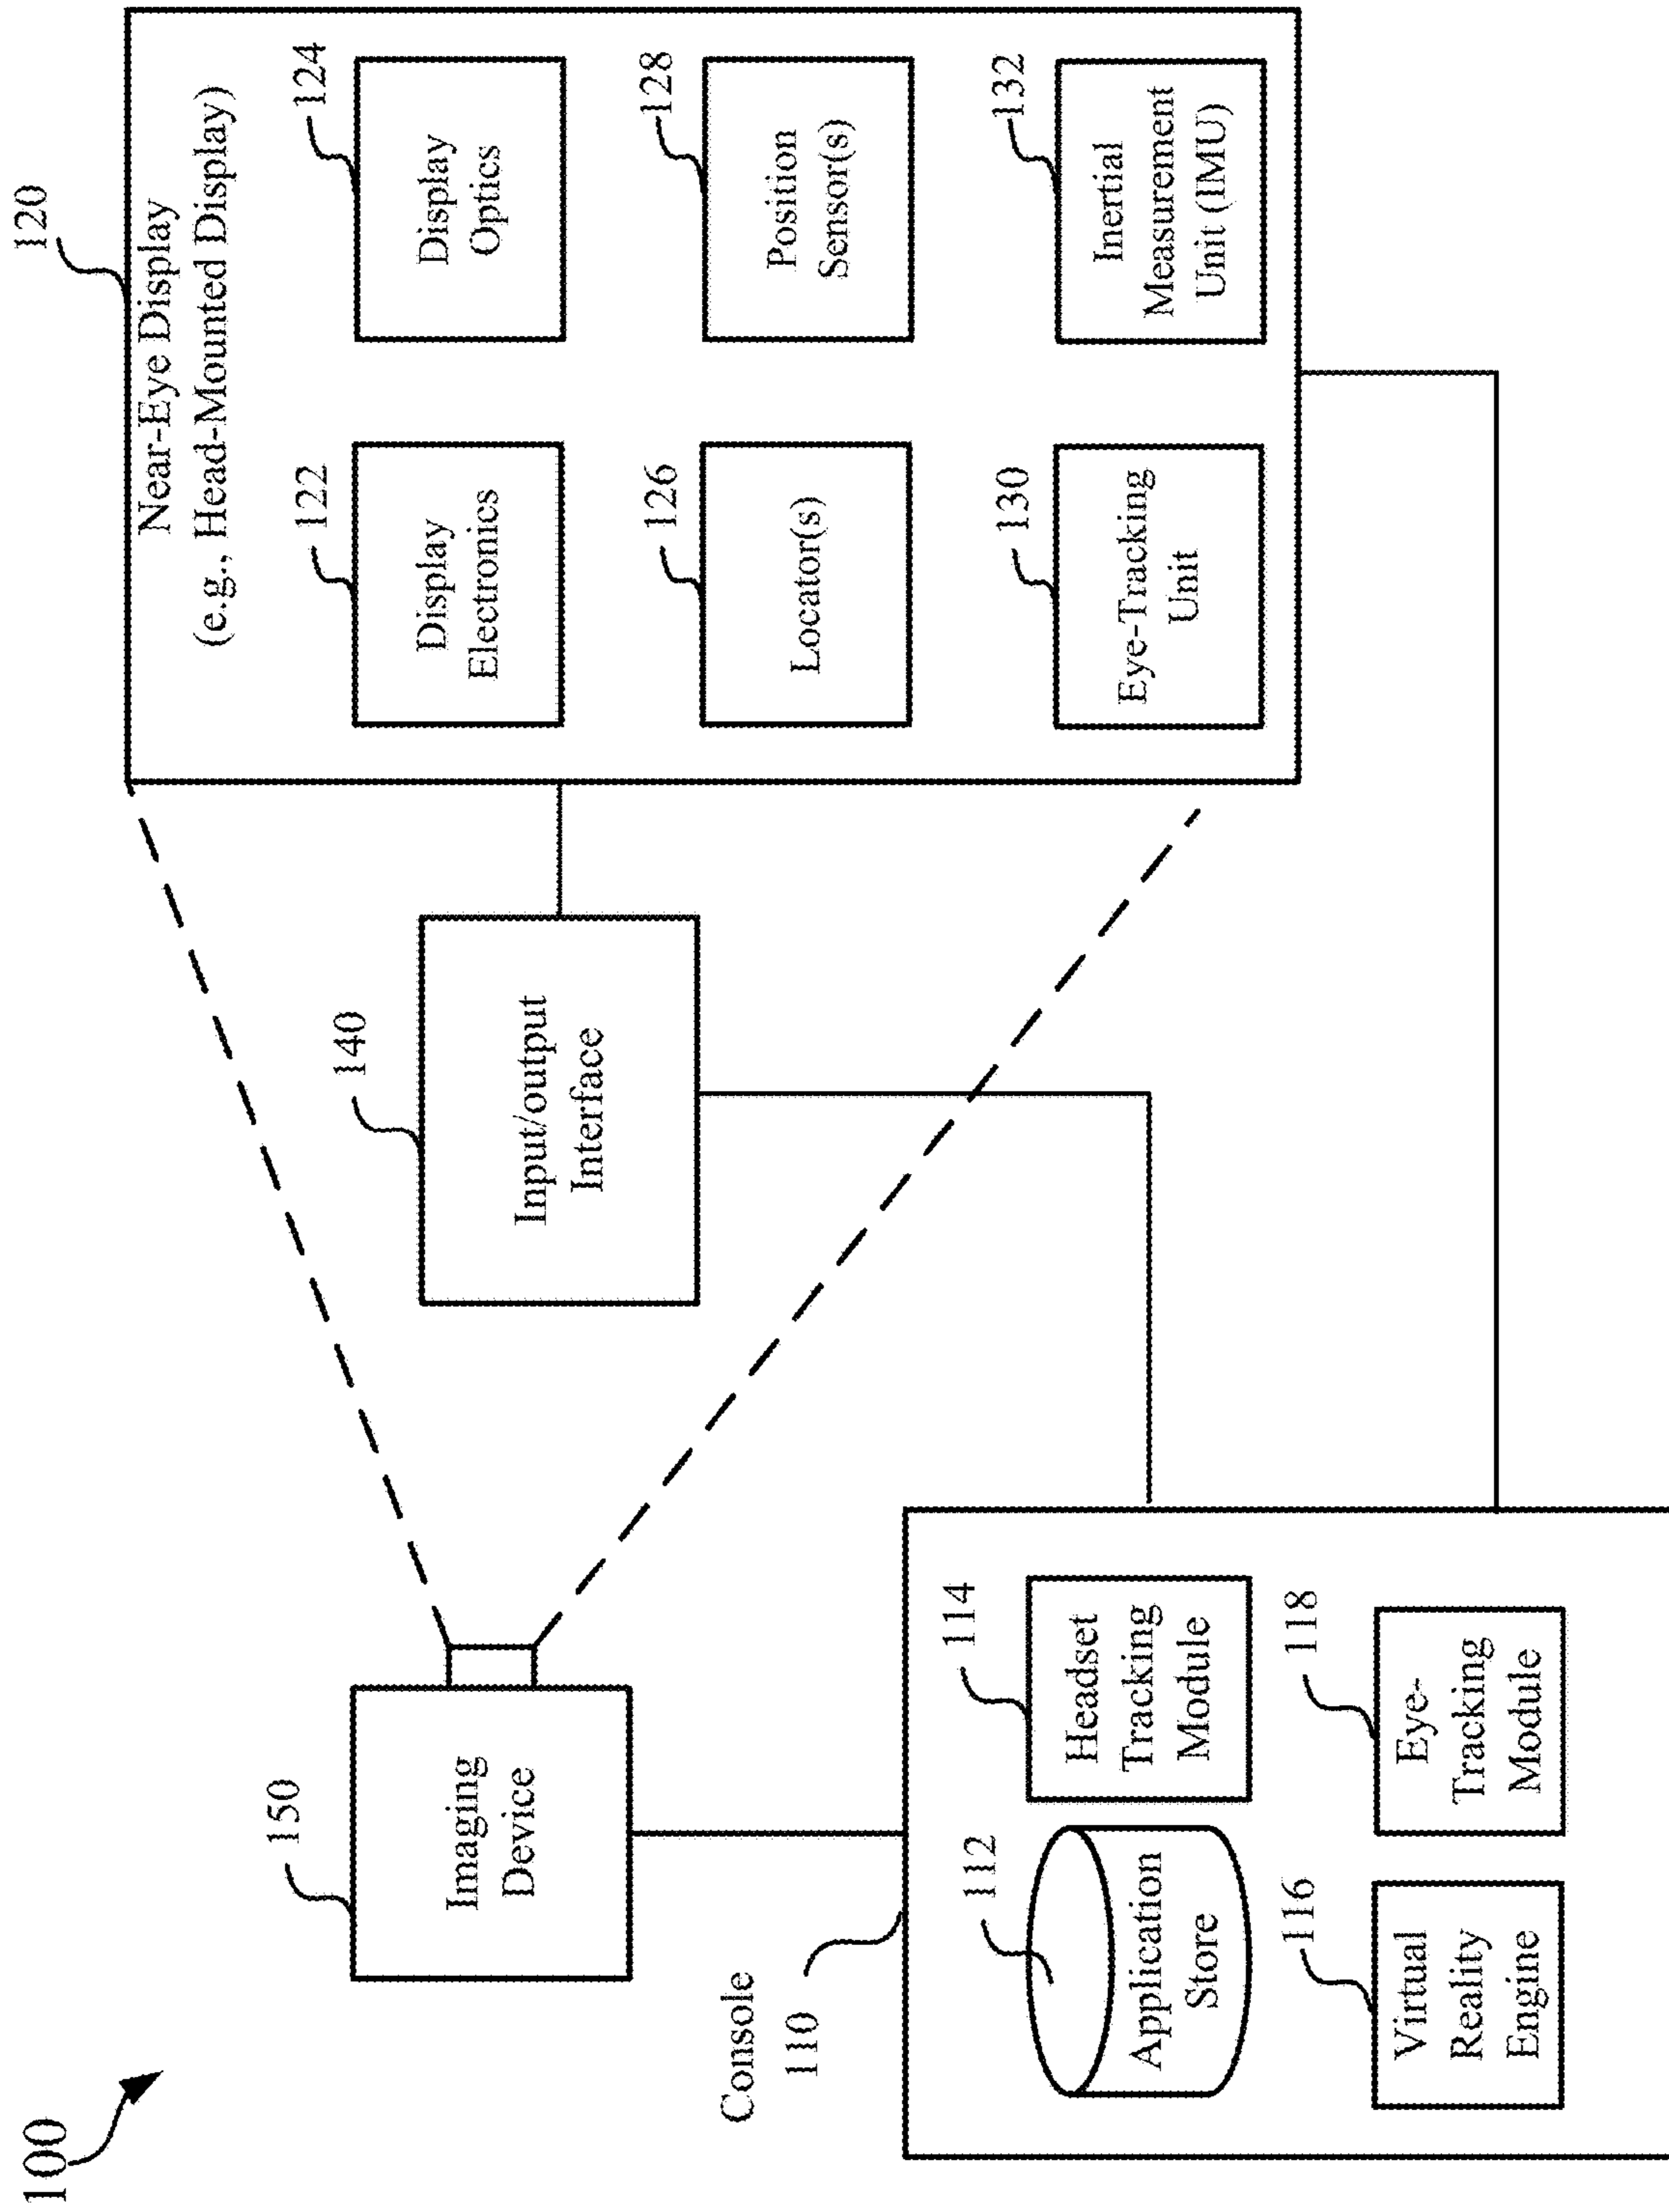 100
150
Imaging
Device
140
Input/output
Interface
120
Near-Eye Display
(e.g., Head-Mounted Display)
122
Display
Electronics
124
Display
Optics
126
Locator(s)
128
Position
Sensor(s)
130
Eye-Tracking
Unit
132
Inertial
Measurement
Unit (IMU)
Console
110
112
Application
Store
114
Headset
Tracking
Module
116
Virtual
Reality
Engine
118
Eye-
Tracking
Module